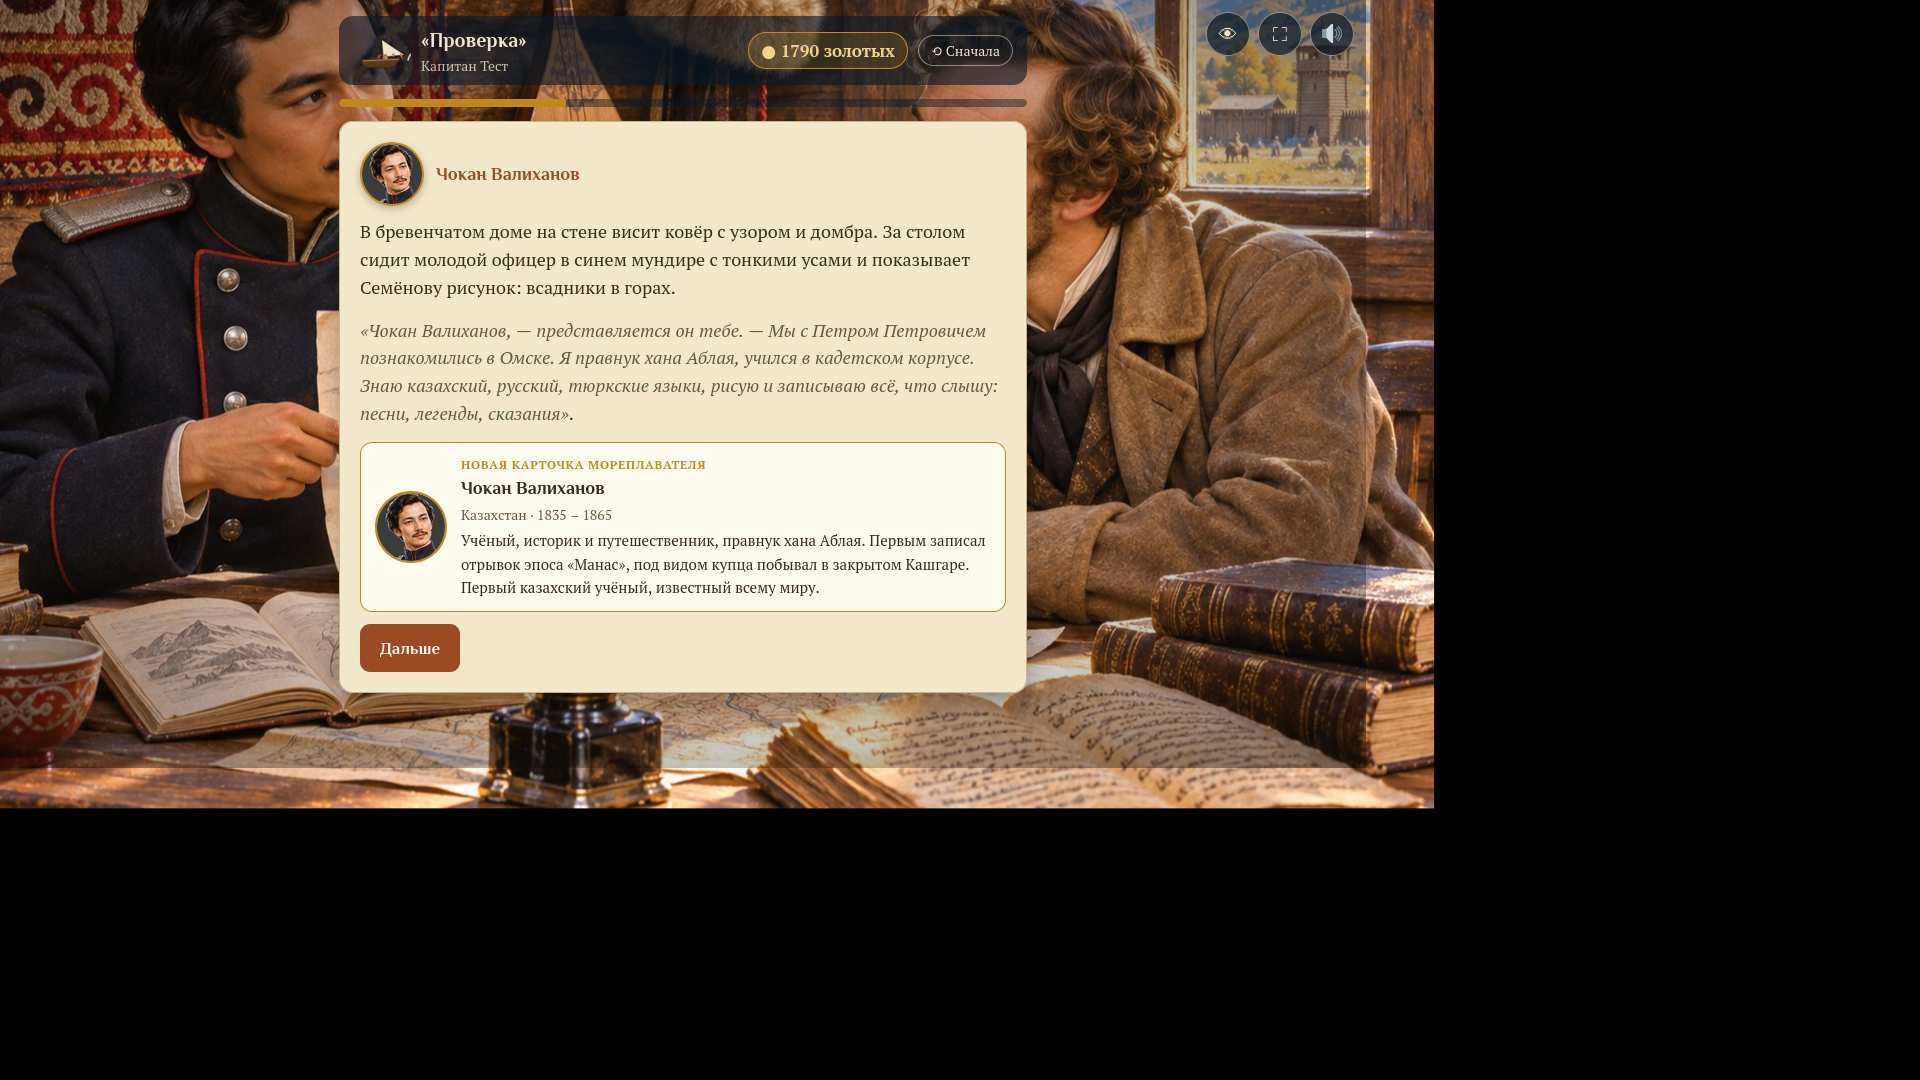 «Проверка»
Капитан Тест
1790 золотых
⟲ Сначала
Чокан Валиханов
В бревенчатом доме на стене висит ковёр с узором и домбра. За столом
сидит молодой офицер в синем мундире с тонкими усами и показывает
Семёнову рисунок: всадники в горах.
«Чокан Валиханов, — представляется он тебе. — Мы с Петром Петровичем
познакомились в Омске. Я правнук хана Аблая, учился в кадетском корпусе.
Знаю казахский, русский, тюркские языки, рисую и записываю всё, что слышу:
песни, легенды, сказания».
НОВАЯ КАРТОЧКА МОРЕПЛАВАТЕЛЯ
Чокан Валиханов
Казахстан · 1835 – 1865
Учёный, историк и путешественник, правнук хана Аблая. Первым записал
отрывок эпоса «Манас», под видом купца побывал в закрытом Кашгаре.
Первый казахский учёный, известный всему миру.
Дальше